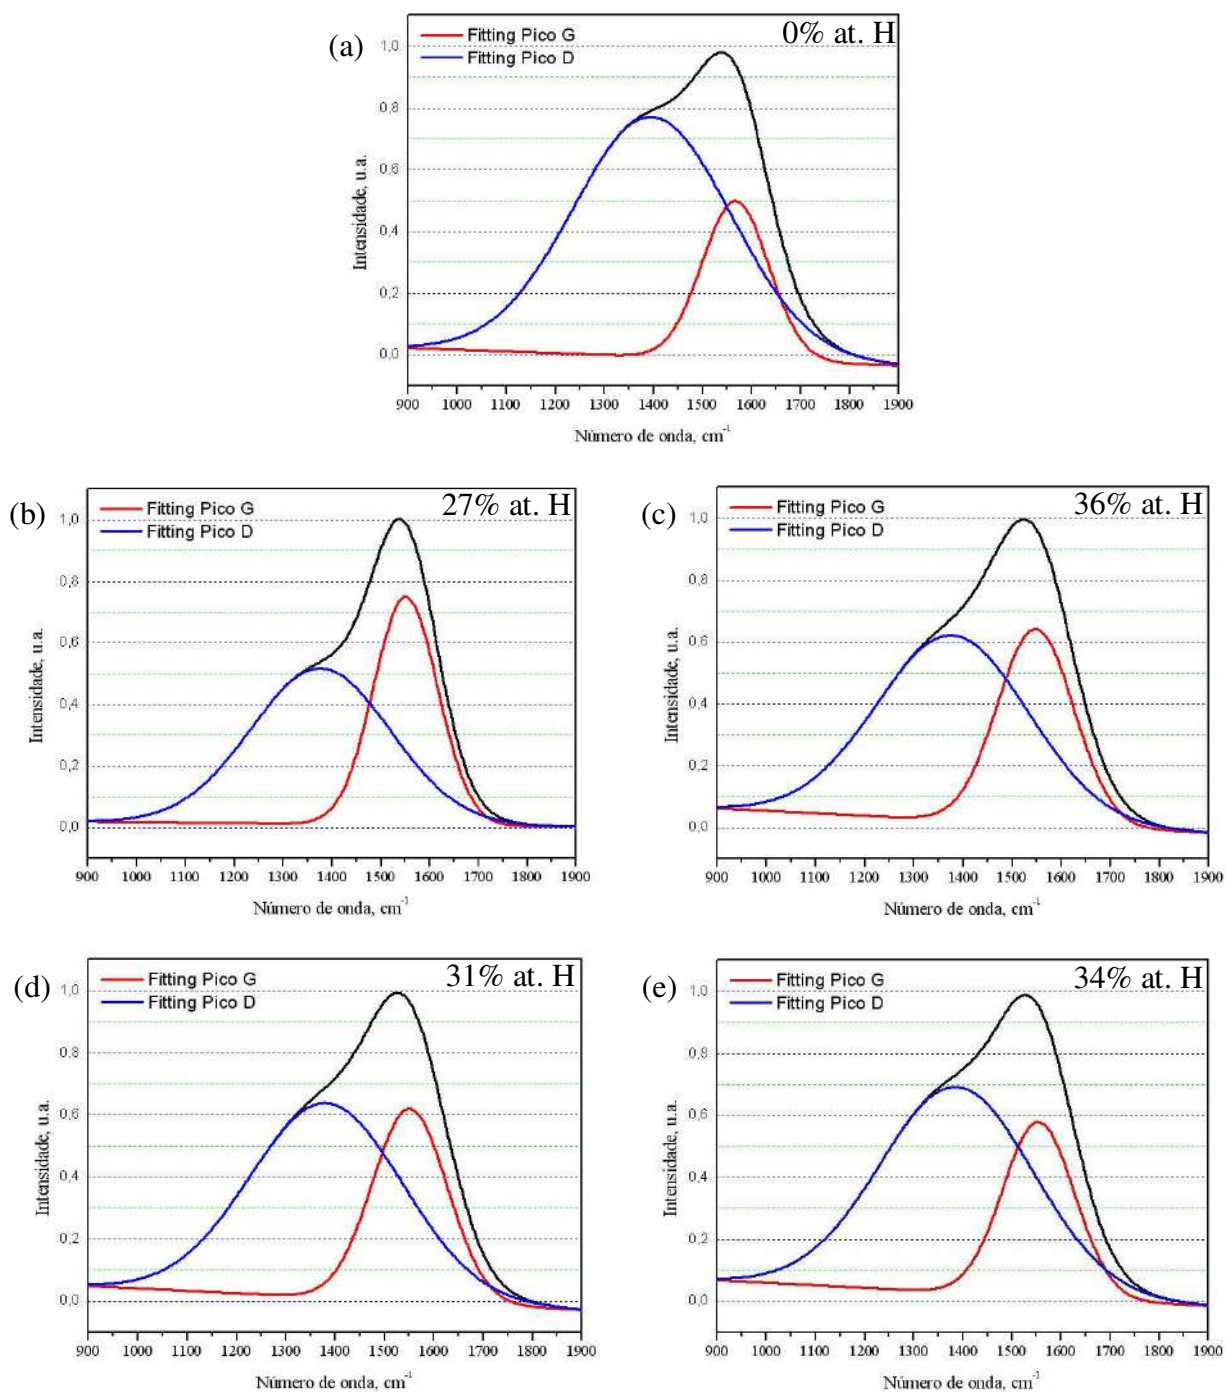 (a)
0% at. H
Fitting Pico G
Fitting Pico D
Intensidade, u.a.
1,0
0,8
0,6
0,4
0,2
0,0
900 1000 1100 1200 1300 1400 1500 1600 1700 1800 1900
Número de onda, cm⁻¹
(b)
27% at. H
Fitting Pico G
Fitting Pico D
Intensidade, u.a.
1,0
0,8
0,6
0,4
0,2
0,0
900 1000 1100 1200 1300 1400 1500 1600 1700 1800 1900
Número de onda, cm⁻¹
(c)
36% at. H
Fitting Pico G
Fitting Pico D
Intensidade, u.a.
1,0
0,8
0,6
0,4
0,2
0,0
900 1000 1100 1200 1300 1400 1500 1600 1700 1800 1900
Número de onda, cm⁻¹
(d)
31% at. H
Fitting Pico G
Fitting Pico D
Intensidade, u.a.
1,0
0,8
0,6
0,4
0,2
0,0
900 1000 1100 1200 1300 1400 1500 1600 1700 1800 1900
Número de onda, cm⁻¹
(e)
34% at. H
Fitting Pico G
Fitting Pico D
Intensidade, u.a.
1,0
0,8
0,6
0,4
0,2
0,0
900 1000 1100 1200 1300 1400 1500 1600 1700 1800 1900
Número de onda, cm⁻¹